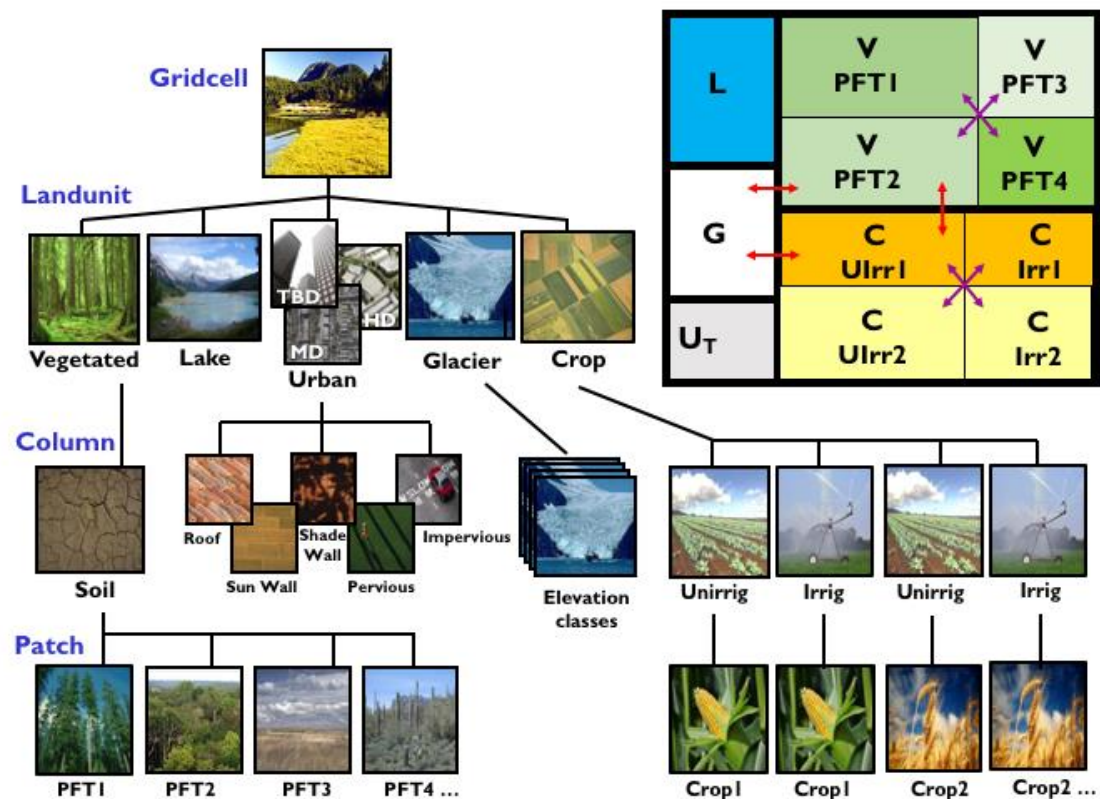 Gridcell
Landunit
TBD
HD
MD
Vegetated
Lake
Urban
Glacier
Crop
Column
Roof
Sun Wall
Shade
Wall
Pervious
Impervious
Soil
Elevation
classes
Unirrig
Irrig
Unirrig
Irrig
Patch
PFT1
PFT2
PFT3
PFT4 ...
Crop1
Crop1
Crop2
Crop2 ...
L
V
PFT1
V
PFT3
V
PFT2
V
PFT4
G
C
UIrr1
C
Irr1
UT
C
UIrr2
C
Irr2